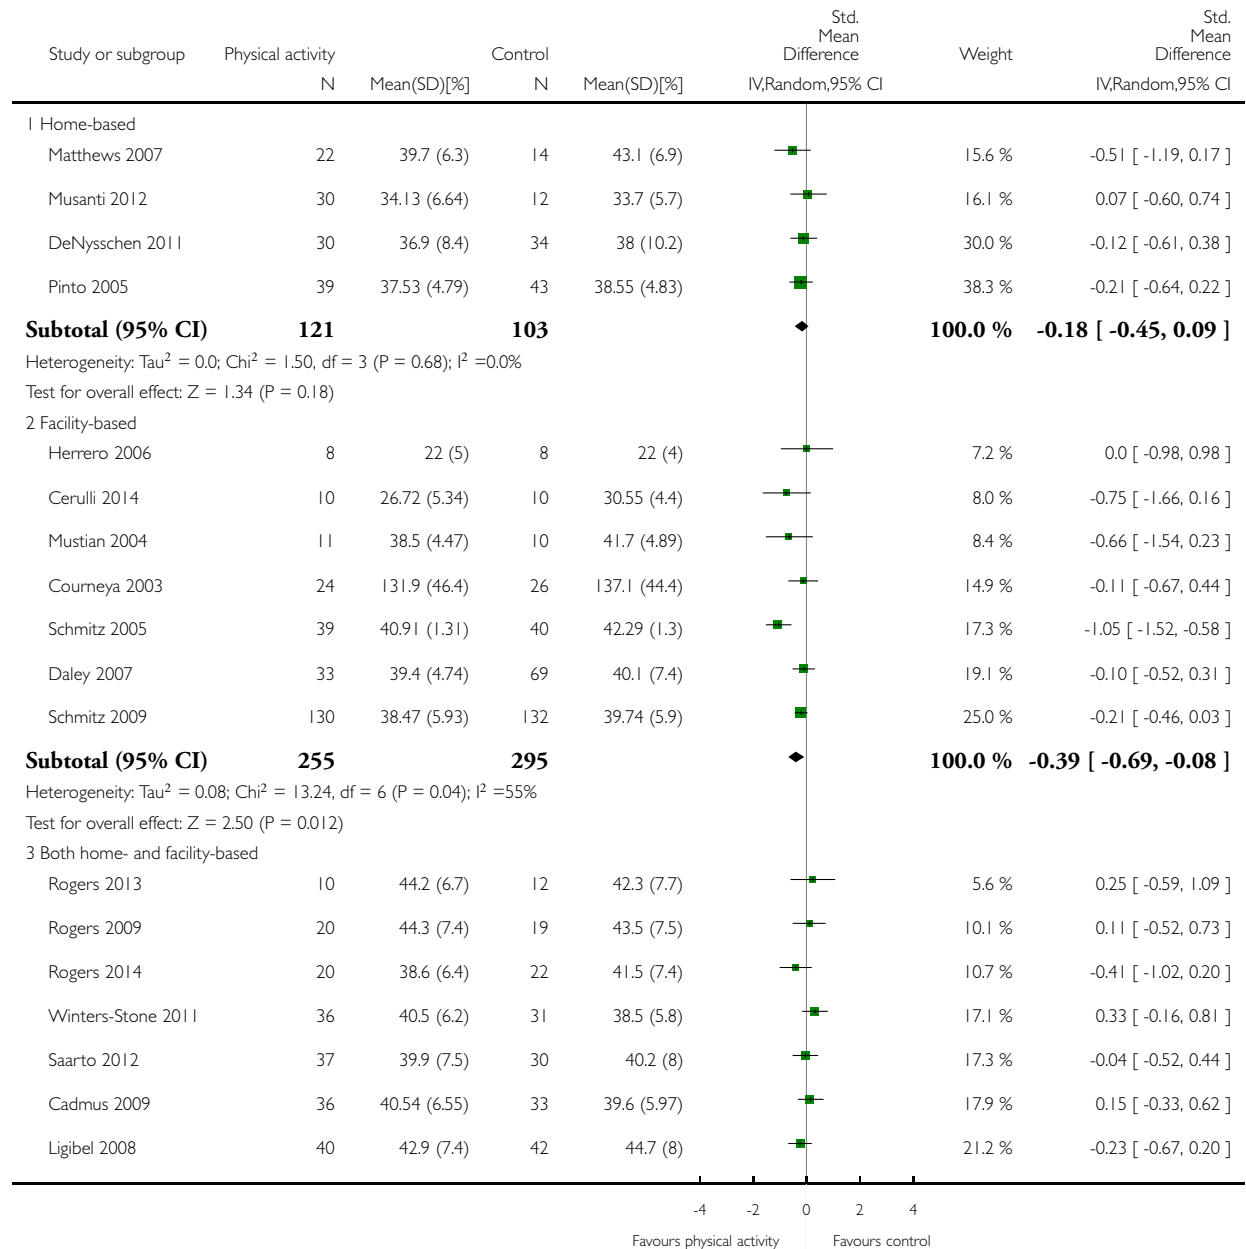 Std.
Mean
Difference
Std.
Mean
Difference
Study or subgroup Physical activity Control Weight
N Mean(SD)[%] N Mean(SD)[%] IV,Random,95% CI IV,Random,95% CI
1 Home-based
Matthews 2007 22 39.7 (6.3) 14 43.1 (6.9) 15.6 % -0.51 [ -1.19, 0.17 ]
Musanti 2012 30 34.13 (6.64) 12 33.7 (5.7) 16.1 % 0.07 [ -0.60, 0.74 ]
DeNysschen 2011 30 36.9 (8.4) 34 38 (10.2) 30.0 % -0.12 [ -0.61, 0.38 ]
Pinto 2005 39 37.53 (4.79) 43 38.55 (4.83) 38.3 % -0.21 [ -0.64, 0.22 ]
Subtotal (95% CI) 121 103 100.0 % -0.18 [ -0.45, 0.09 ]
Heterogeneity: Tau² = 0.0; Chi² = 1.50, df = 3 (P = 0.68); I² =0.0%
Test for overall effect: Z = 1.34 (P = 0.18)
2 Facility-based
Herrero 2006 8 22 (5) 8 22 (4) 7.2 % 0.0 [ -0.98, 0.98 ]
Cerulli 2014 10 26.72 (5.34) 10 30.55 (4.4) 8.0 % -0.75 [ -1.66, 0.16 ]
Mustian 2004 11 38.5 (4.47) 10 41.7 (4.89) 8.4 % -0.66 [ -1.54, 0.23 ]
Courneya 2003 24 131.9 (46.4) 26 137.1 (44.4) 14.9 % -0.11 [ -0.67, 0.44 ]
Schmitz 2005 39 40.91 (1.31) 40 42.29 (1.3) 17.3 % -1.05 [ -1.52, -0.58 ]
Daley 2007 33 39.4 (4.74) 69 40.1 (7.4) 19.1 % -0.10 [ -0.52, 0.31 ]
Schmitz 2009 130 38.47 (5.93) 132 39.74 (5.9) 25.0 % -0.21 [ -0.46, 0.03 ]
Subtotal (95% CI) 255 295 100.0 % -0.39 [ -0.69, -0.08 ]
Heterogeneity: Tau² = 0.08; Chi² = 13.24, df = 6 (P = 0.04); I² =55%
Test for overall effect: Z = 2.50 (P = 0.012)
3 Both home- and facility-based
Rogers 2013 10 44.2 (6.7) 12 42.3 (7.7) 5.6 % 0.25 [ -0.59, 1.09 ]
Rogers 2009 20 44.3 (7.4) 19 43.5 (7.5) 10.1 % 0.11 [ -0.52, 0.73 ]
Rogers 2014 20 38.6 (6.4) 22 41.5 (7.4) 10.7 % -0.41 [ -1.02, 0.20 ]
Winters-Stone 2011 36 40.5 (6.2) 31 38.5 (5.8) 17.1 % 0.33 [ -0.16, 0.81 ]
Saarto 2012 37 39.9 (7.5) 30 40.2 (8) 17.3 % -0.04 [ -0.52, 0.44 ]
Cadmus 2009 36 40.54 (6.55) 33 39.6 (5.97) 17.9 % 0.15 [ -0.33, 0.62 ]
Ligibel 2008 40 42.9 (7.4) 42 44.7 (8) 21.2 % -0.23 [ -0.67, 0.20 ]
-4 -2 0 2 4
Favours physical activity Favours control